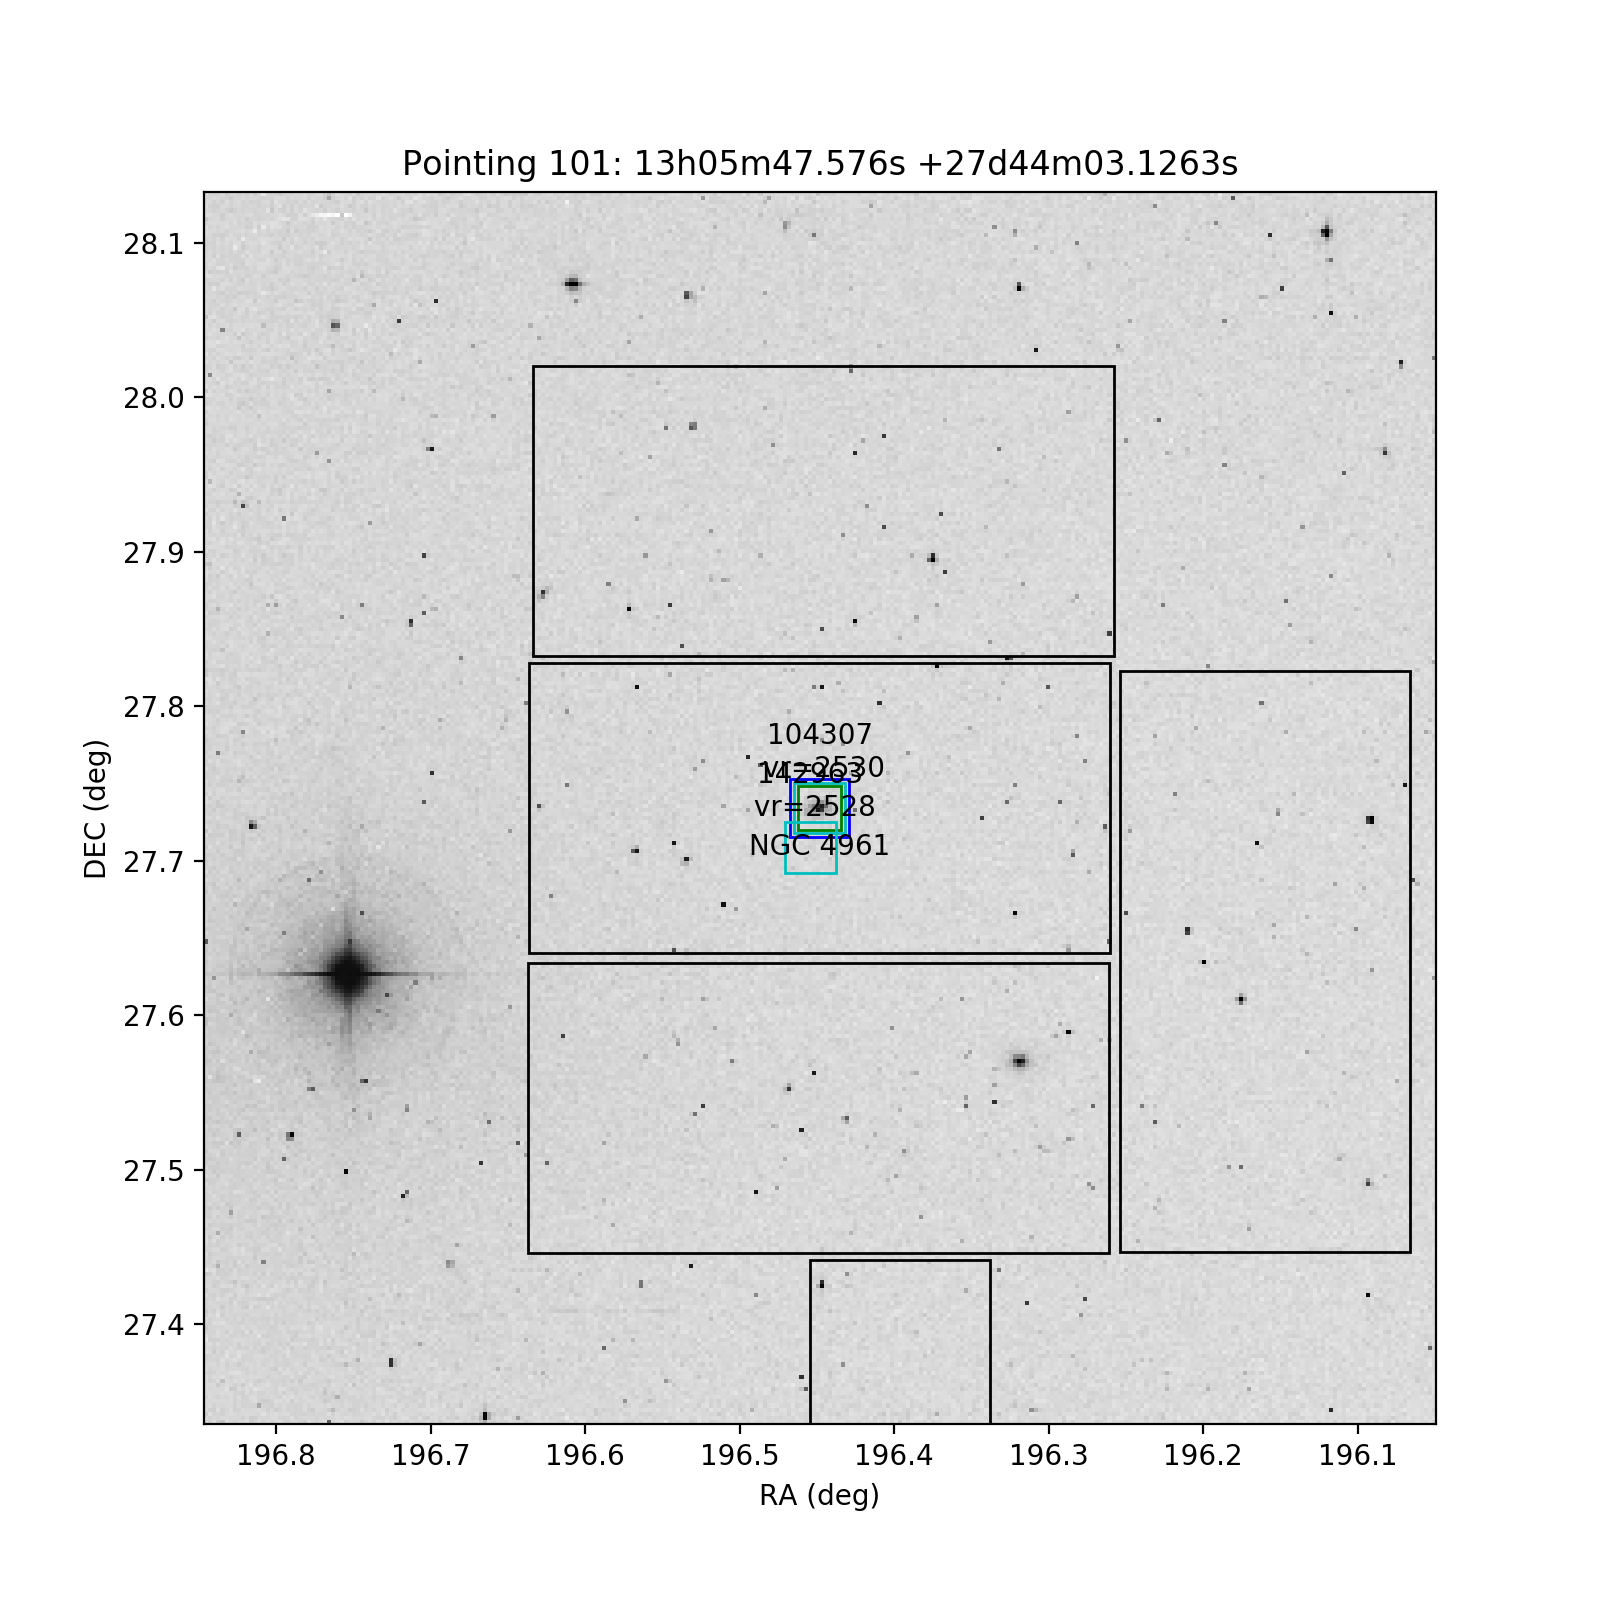 Pointing 101: 13h05m47.576s +27d44m03.1263s
28.1
28.0
27.9
27.8
27.7
27.6
27.5
27.4
DEC (deg)
104307
vr=2530
142963
vr=2528
NGC 4961
196.8 196.7 196.6 196.5 196.4 196.3 196.2 196.1
RA (deg)